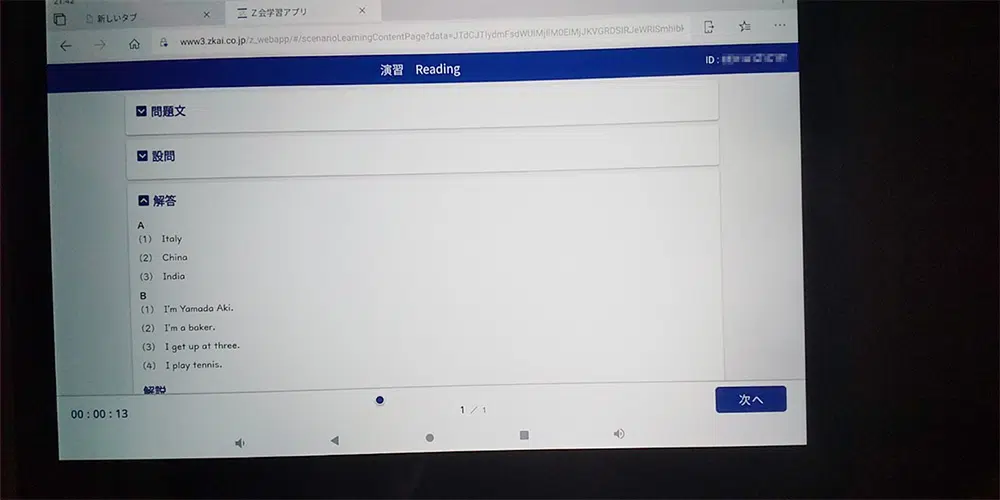 21:42
新しいタブ
Z会学習アプリ
www3.zkai.co.jp/z_webapp/#/scenarioLearningContentPage?data=
演習 Reading
ID :
問題文
設問
解答
A
(1) Italy
(2) China
(3) India
B
(1) I'm Yamada Aki.
(2) I'm a baker.
(3) I get up at three.
(4) I play tennis.
解説
00 : 00 : 13
1 / 1
次へ